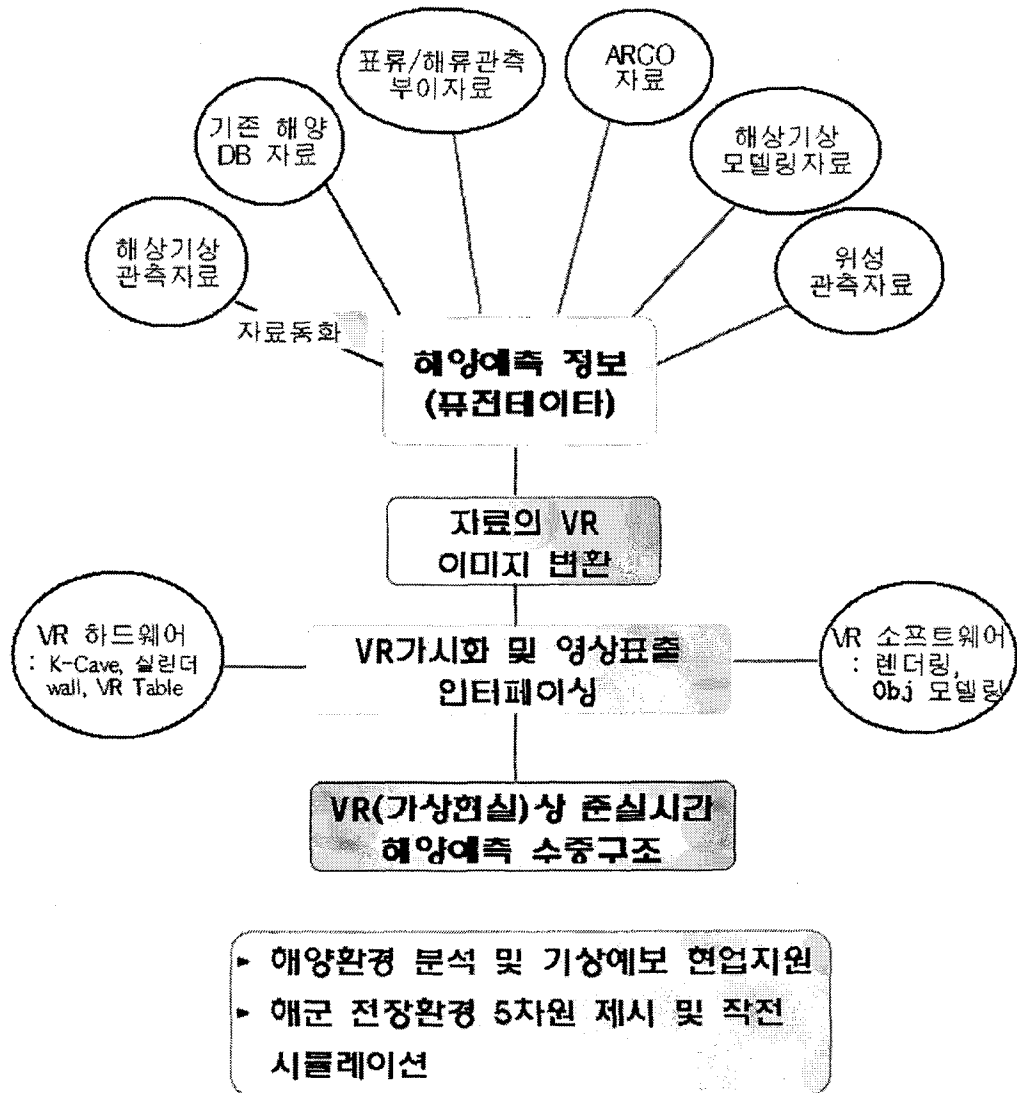 표류/해류관측
부이자료
ARGO
자료
기존 해양
DB 자료
해상기상
모델링자료
해상기상
관측자료
위성
관측자료
자료동화
해양예측 정보
(퓨전데이타)
자료의 VR
이미지 변환
VR 하드웨어
: K-Cave, 실린더
wall, VR Table
VR가시화 및 영상표출
인터페이싱
VR 소프트웨어
: 렌더링,
Obj 모델링
VR(가상현실)상 준실시간
해양예측 수중구조
▸ 해양환경 분석 및 기상예보 현업지원
▸ 해군 전장환경 5차원 제시 및 작전
시뮬레이션